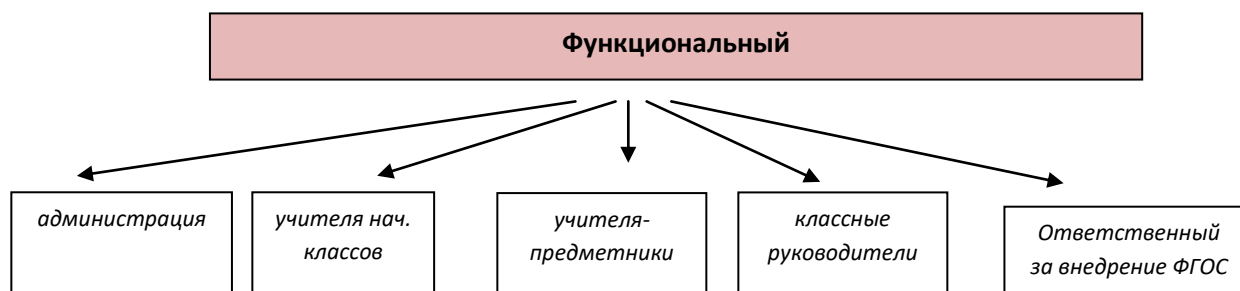 Функциональный
администрация
учителя нач.
классов
учителя-
предметники
классные
руководители
Ответственный
за внедрение ФГОС